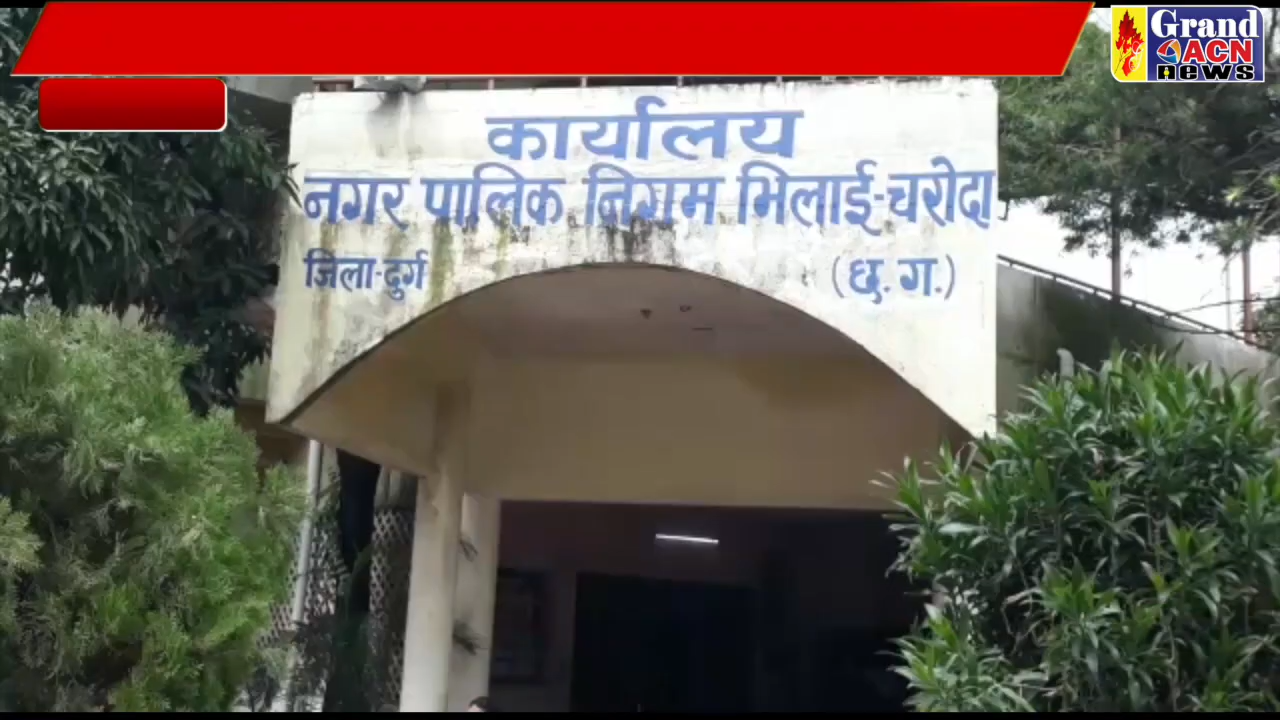 Grand
ACN
news
कार्यालय
नगर पालिक निगम भिलाई-चरोदा
जिला-दुर्ग (छ.ग.)